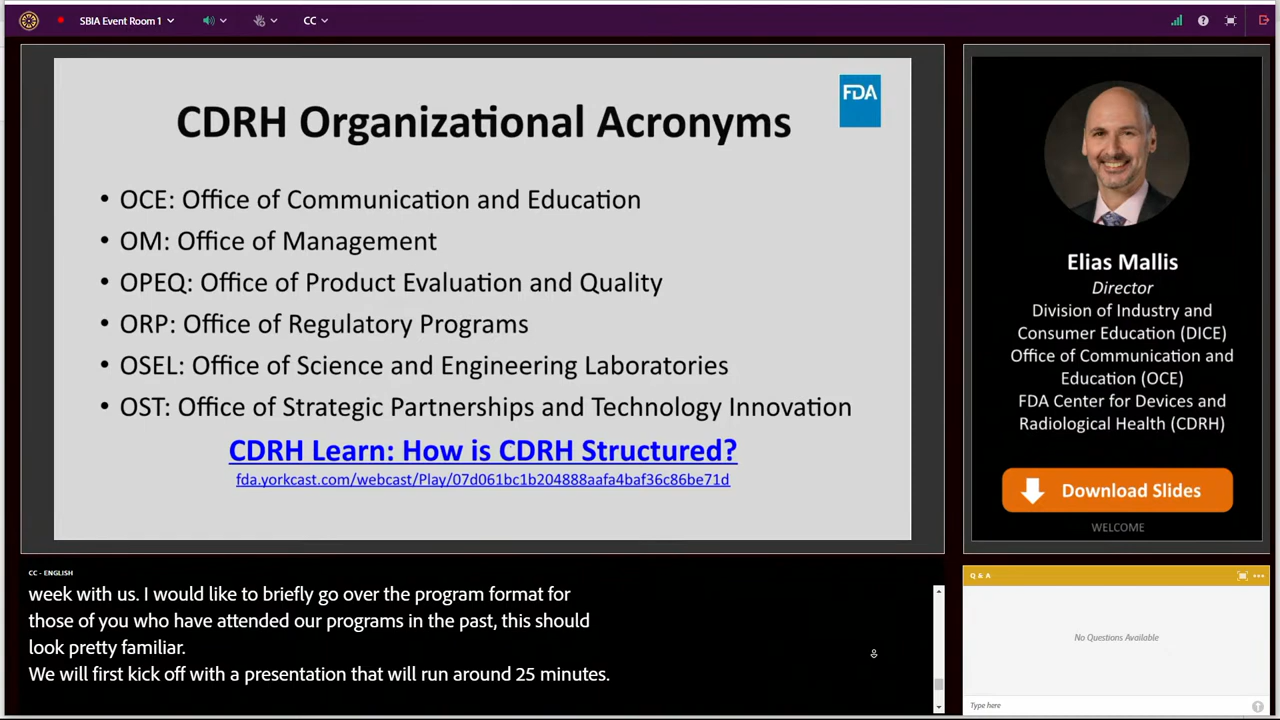 SBIA Event Room 1
CC
FDA
CDRH Organizational Acronyms
• OCE: Office of Communication and Education
• OM: Office of Management
• OPEQ: Office of Product Evaluation and Quality
• ORP: Office of Regulatory Programs
• OSEL: Office of Science and Engineering Laboratories
• OST: Office of Strategic Partnerships and Technology Innovation
CDRH Learn: How is CDRH Structured?
fda.yorkcast.com/webcast/Play/07d061bc1b204888aafa4baf36c86be71d
Elias Mallis
Director
Division of Industry and
Consumer Education (DICE)
Office of Communication and
Education (OCE)
FDA Center for Devices and
Radiological Health (CDRH)
Download Slides
WELCOME
CC - ENGLISH
week with us. I would like to briefly go over the program format for
those of you who have attended our programs in the past, this should
look pretty familiar.
We will first kick off with a presentation that will run around 25 minutes.
Q & A
No Questions Available
Type here